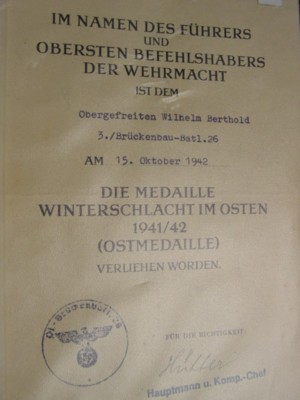 IM NAMEN DES FÜHRERS
UND
OBERSTEN BEFEHLSHABERS
DER WEHRMACHT
IST DEM
Obergefreiten Wilhelm Berthold
3./Brückenbau-Batl.26
AM 15. Oktober 1942
DIE MEDAILLE
WINTERSCHLACHT IM OSTEN
1941/42
(OSTMEDAILLE)
VERLIEHEN WORDEN.
FÜR DIE RICHTIGKEIT:
Hauptmann u. Komp.-Chef